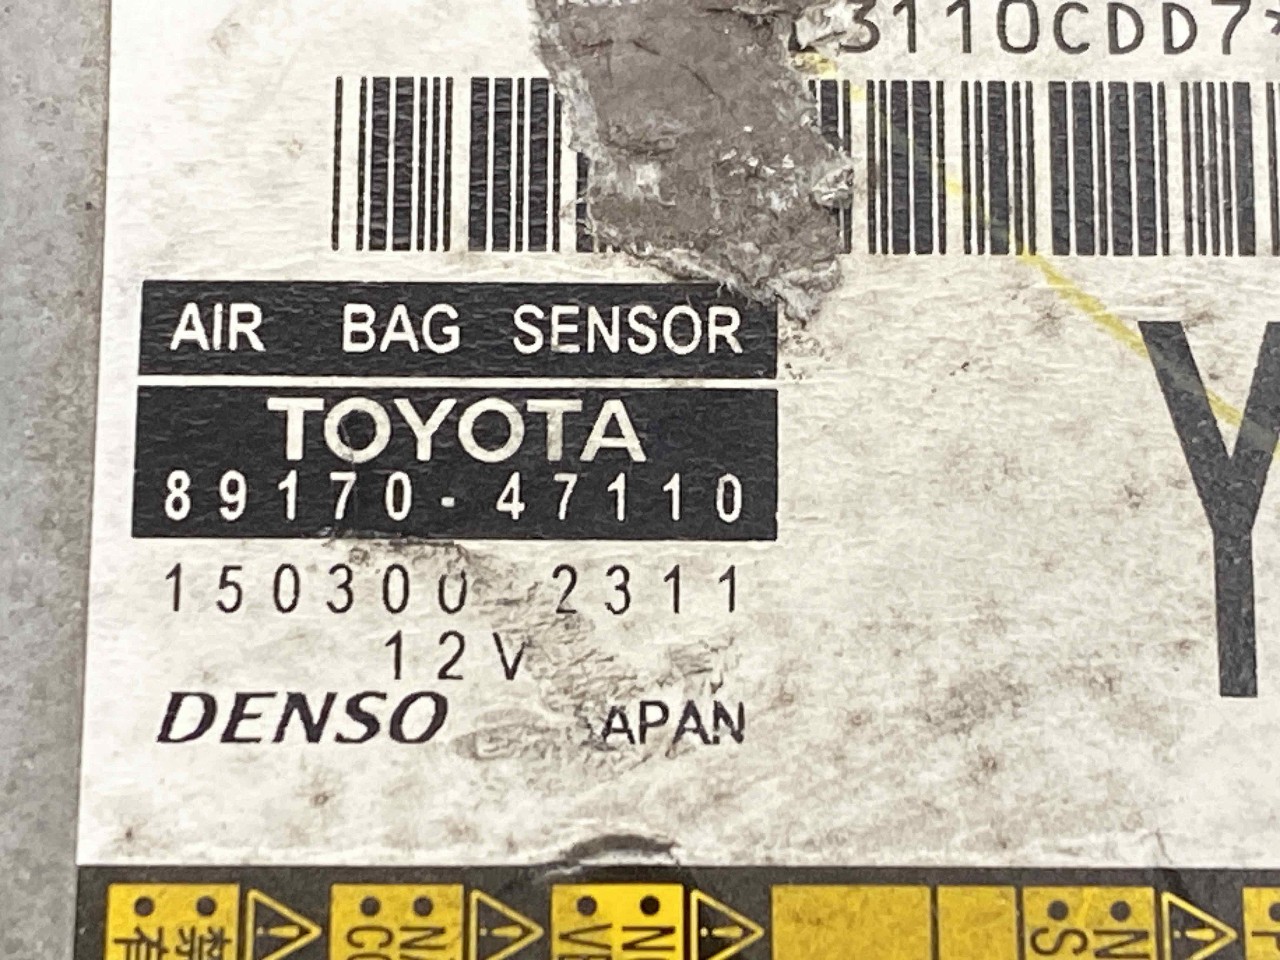 3110CDD7*
AIR BAG SENSOR
TOYOTA
89170-47110
150300-2311
12V
DENSO APAN
Y